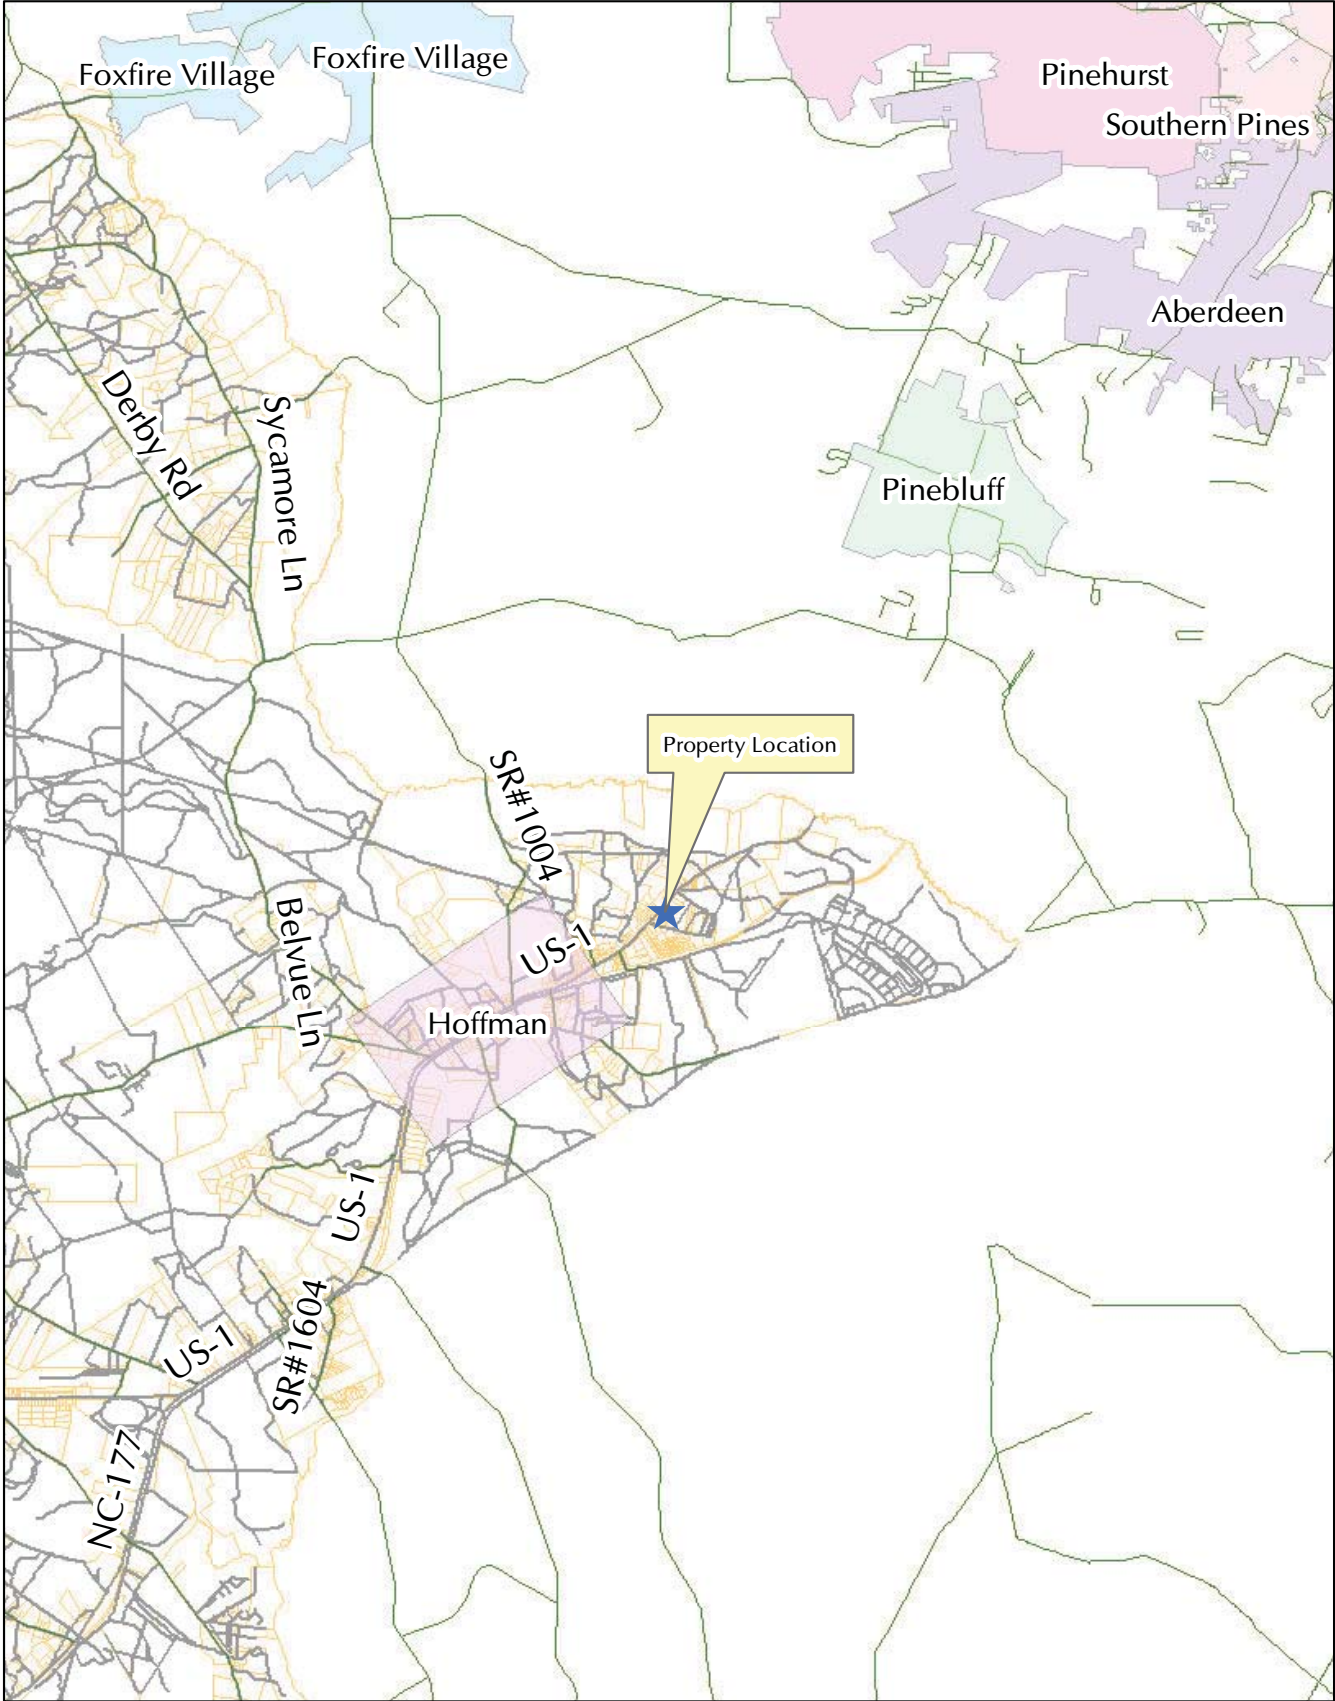 Foxfire Village
Foxfire Village
Pinehurst
Southern Pines
Aberdeen
Derby Rd
Sycamore Ln
Pinebluff
Property Location
SR#1004
US-1
Belvue Ln
Hoffman
US-1
SR#1604
US-1
NC-177